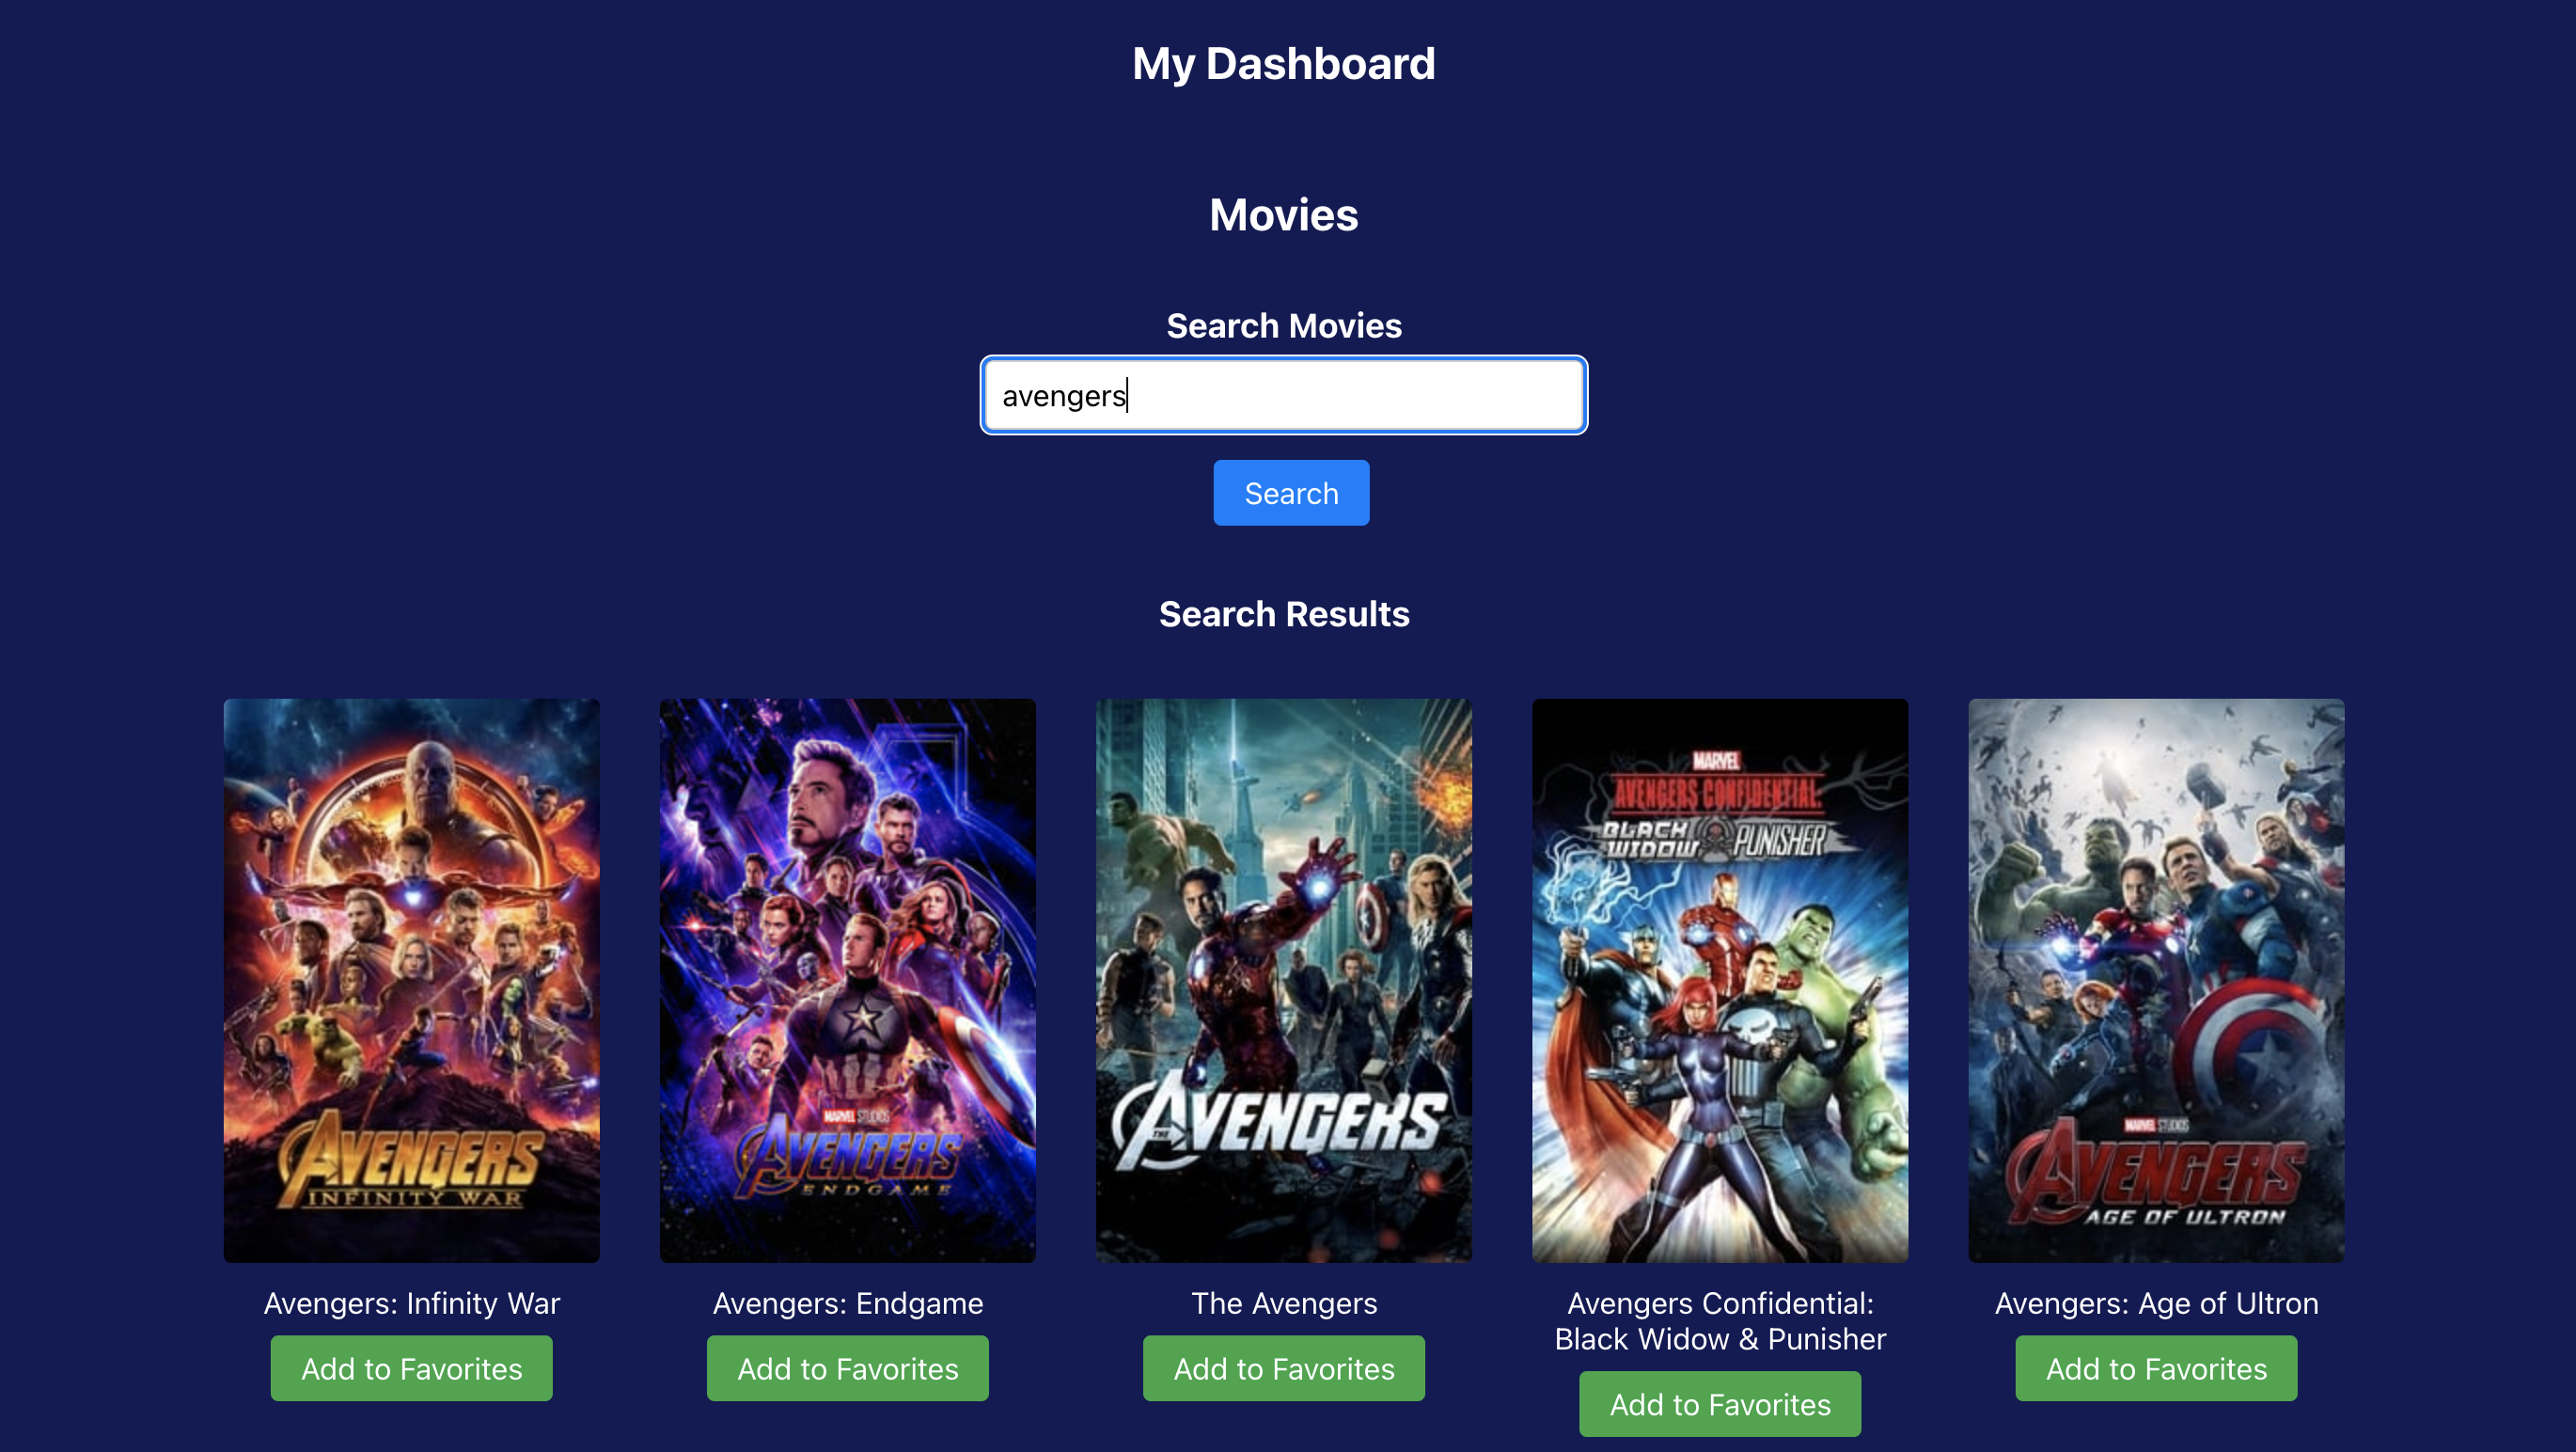 My Dashboard
Movies
Search Movies
avengers
Search
Search Results
AVENGERS
INFINITY WAR
MARVEL STUDIOS
AVENGERS
ENDGAME
THE AVENGERS
MARVEL
AVENGERS CONFIDENTIAL:
BLACK WIDOW PUNISHER
MARVEL STUDIOS
AVENGERS
AGE OF ULTRON
Avengers: Infinity War
Avengers: Endgame
The Avengers
Avengers Confidential:
Black Widow & Punisher
Avengers: Age of Ultron
Add to Favorites
Add to Favorites
Add to Favorites
Add to Favorites
Add to Favorites